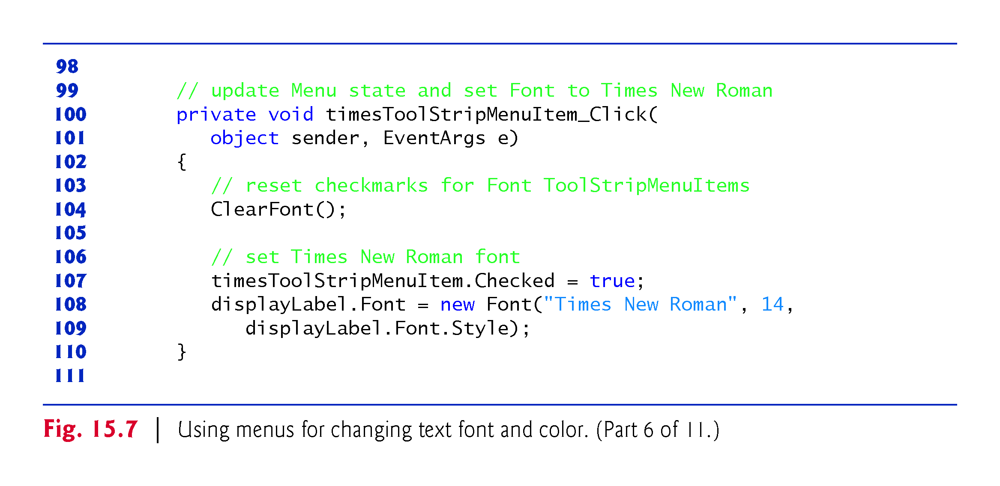 98
99 // update Menu state and set Font to Times New Roman
100 private void timesToolStripMenuItem_Click(
101 object sender, EventArgs e)
102 {
103 // reset checkmarks for Font ToolStripMenuItems
104 ClearFont();
105
106 // set Times New Roman font
107 timesToolStripMenuItem.Checked = true;
108 displayLabel.Font = new Font("Times New Roman", 14,
109 displayLabel.Font.Style);
110 }
111
Fig. 15.7 | Using menus for changing text font and color. (Part 6 of 11.)